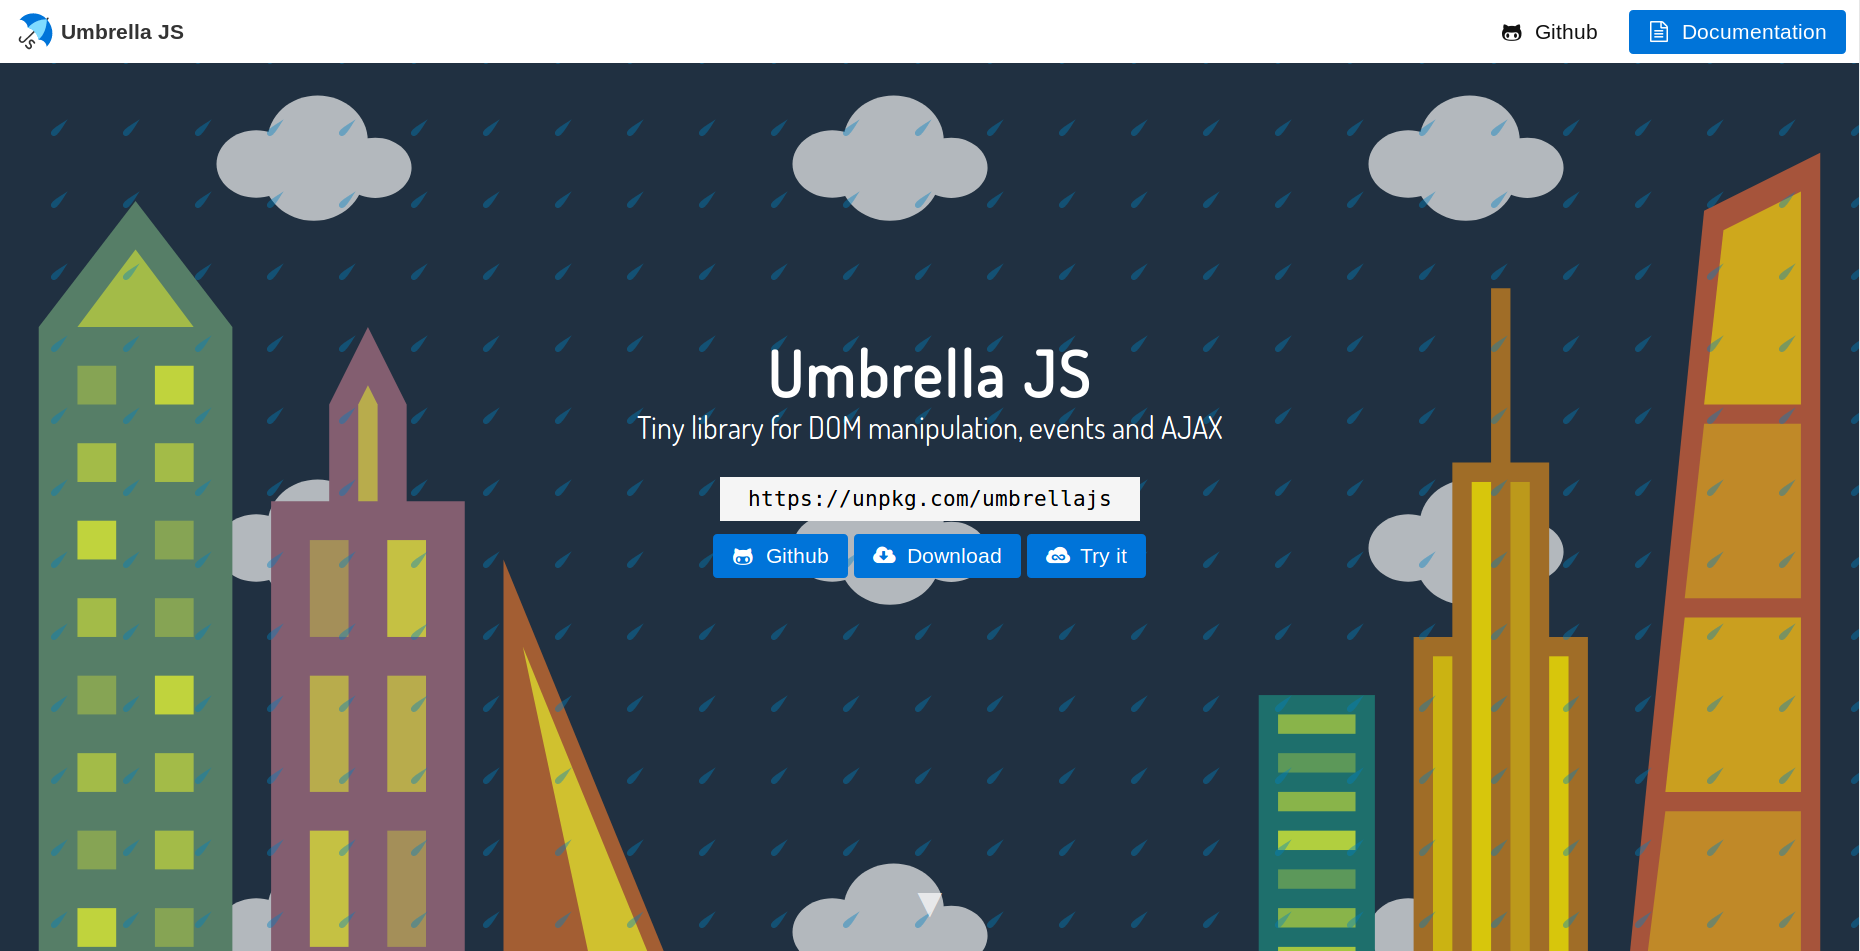 Umbrella JS
Github
Documentation
Umbrella JS
Tiny library for DOM manipulation, events and AJAX
https://unpkg.com/umbrellajs
Github
Download
Try it